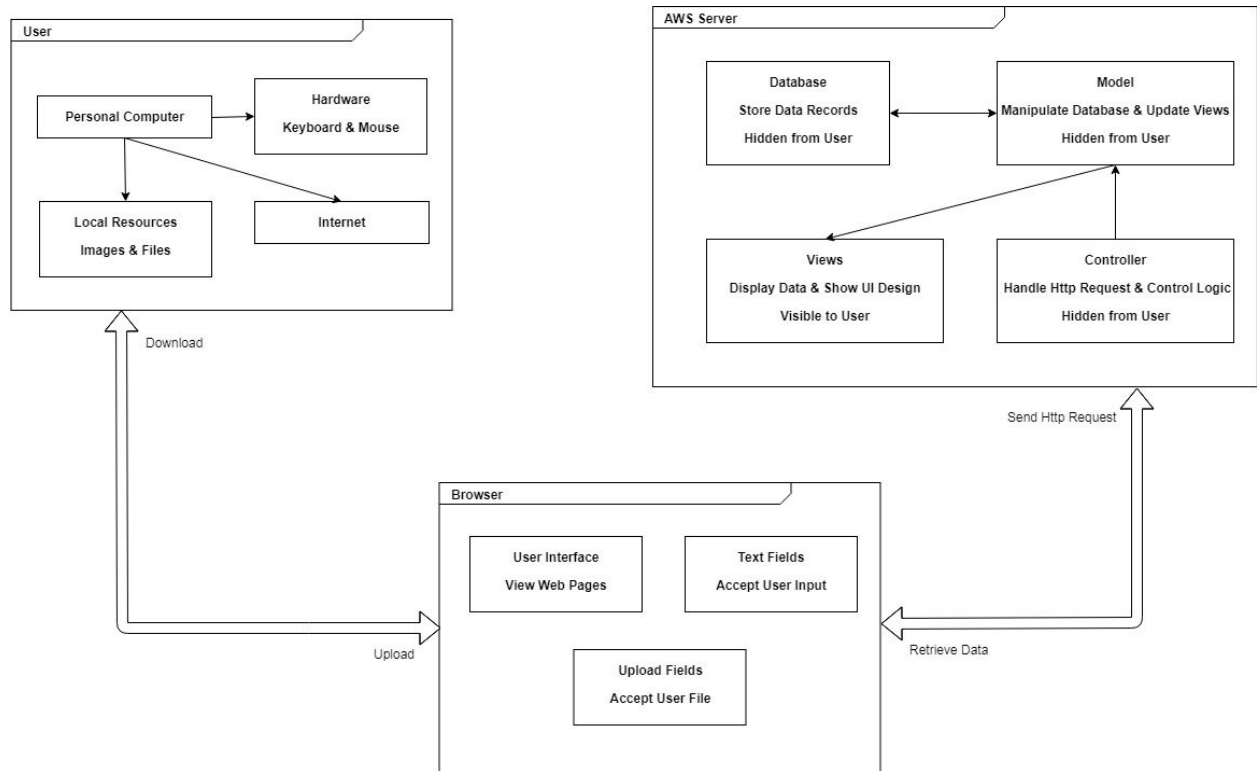 User
Personal Computer
Hardware
Keyboard & Mouse
Local Resources
Images & Files
Internet
AWS Server
Database
Store Data Records
Hidden from User
Model
Manipulate Database & Update Views
Hidden from User
Views
Display Data & Show UI Design
Visible to User
Controller
Handle Http Request & Control Logic
Hidden from User
Download
Send Http Request
Browser
User Interface
View Web Pages
Text Fields
Accept User Input
Upload Fields
Accept User File
Upload
Retrieve Data